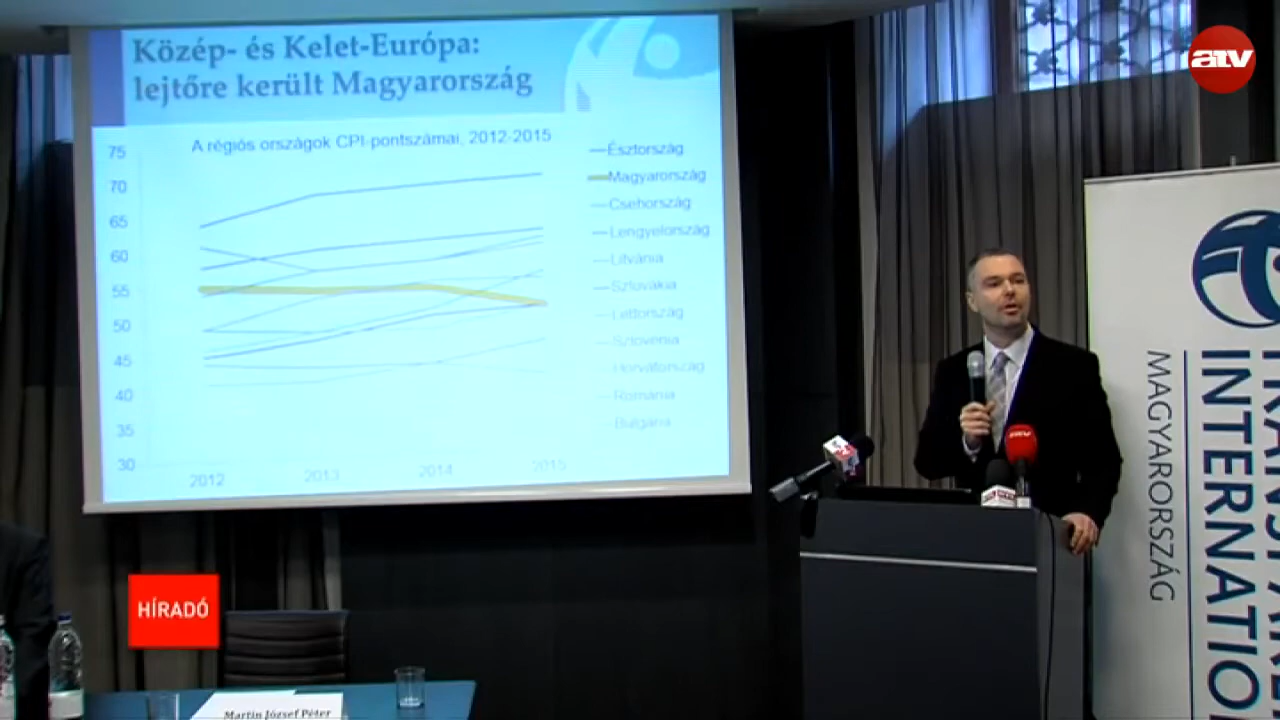 Közép- és Kelet-Európa:
lejtőre került Magyarország
A régiós országok CPI-pontszámai, 2012-2015
75
70
65
60
55
50
45
40
35
30
2012
2013
2014
2015
Észtország
Magyarország
Csehország
Lengyelország
Litvánia
Szlovákia
Lettország
Szlovénia
Horvátország
Románia
Bulgária
atv
atv
INTERNATIO
MAGYARORSZÁG
HÍRADÓ
Martin József Péter